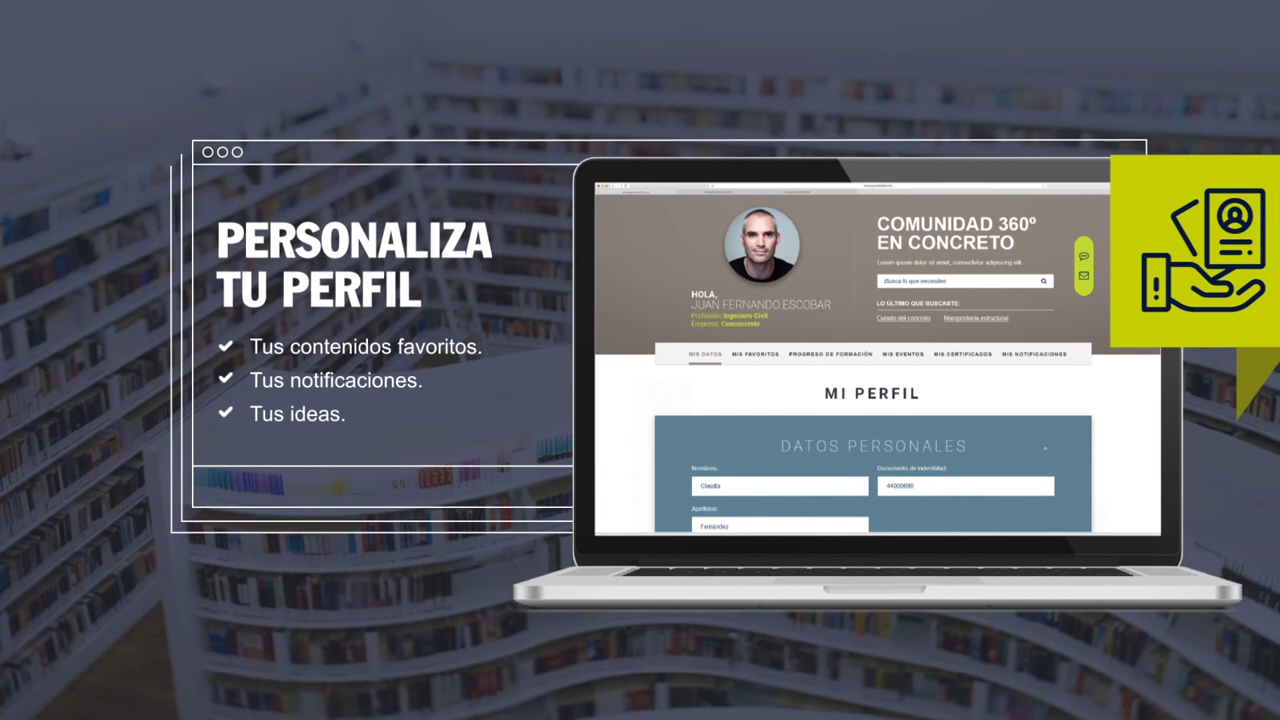 PERSONALIZA
TU PERFIL
Tus contenidos favoritos.
Tus notificaciones.
Tus ideas.
HOLA,
JUAN FERNANDO ESCOBAR
Profesión: Ingeniero Civil
Empresa: Conconcreto
COMUNIDAD 360º
EN CONCRETO
Lorem ipsum dolor sit amet, consectetur adipiscing elit.
Busca lo que necesites
LO ÚLTIMO QUE BUSCASTE:
Curado del concreto Mampostería estructural
MIS DATOS MIS FAVORITOS PROGRESO DE FORMACIÓN MIS EVENTOS MIS CERTIFICADOS MIS NOTIFICACIONES
MI PERFIL
DATOS PERSONALES
Nombres: Documento de indentidad:
Claudia 44000000
Apellidos:
Fernández